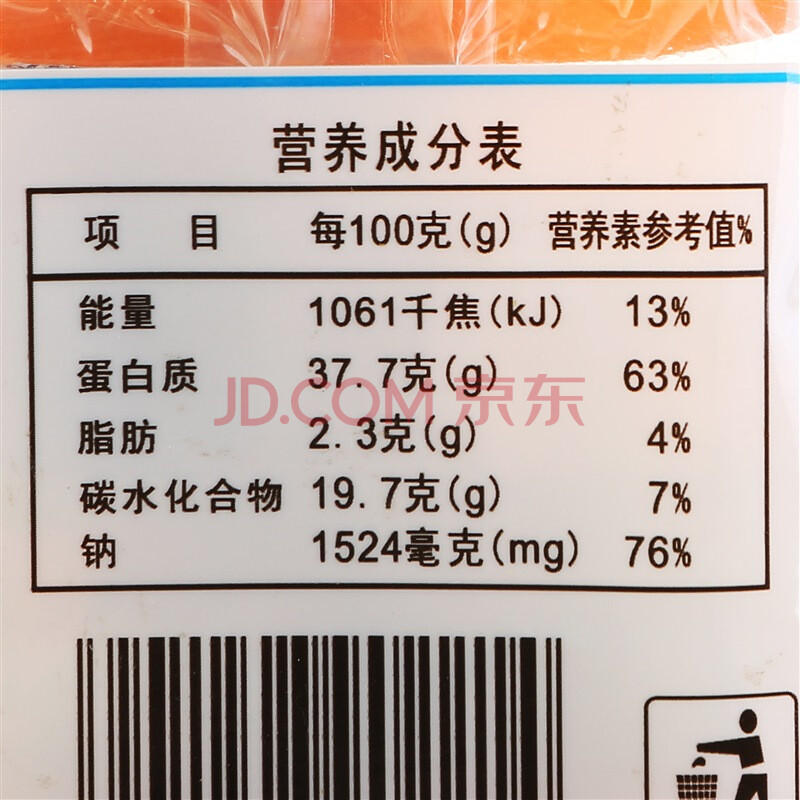 营养成分表
项 目 每100克(g) 营养素参考值%
能量 1061千焦(kJ) 13%
蛋白质 37.7克(g) 63%
JD.COM 京东
脂肪 2.3克(g) 4%
碳水化合物 19.7克(g) 7%
钠 1524毫克(mg) 76%